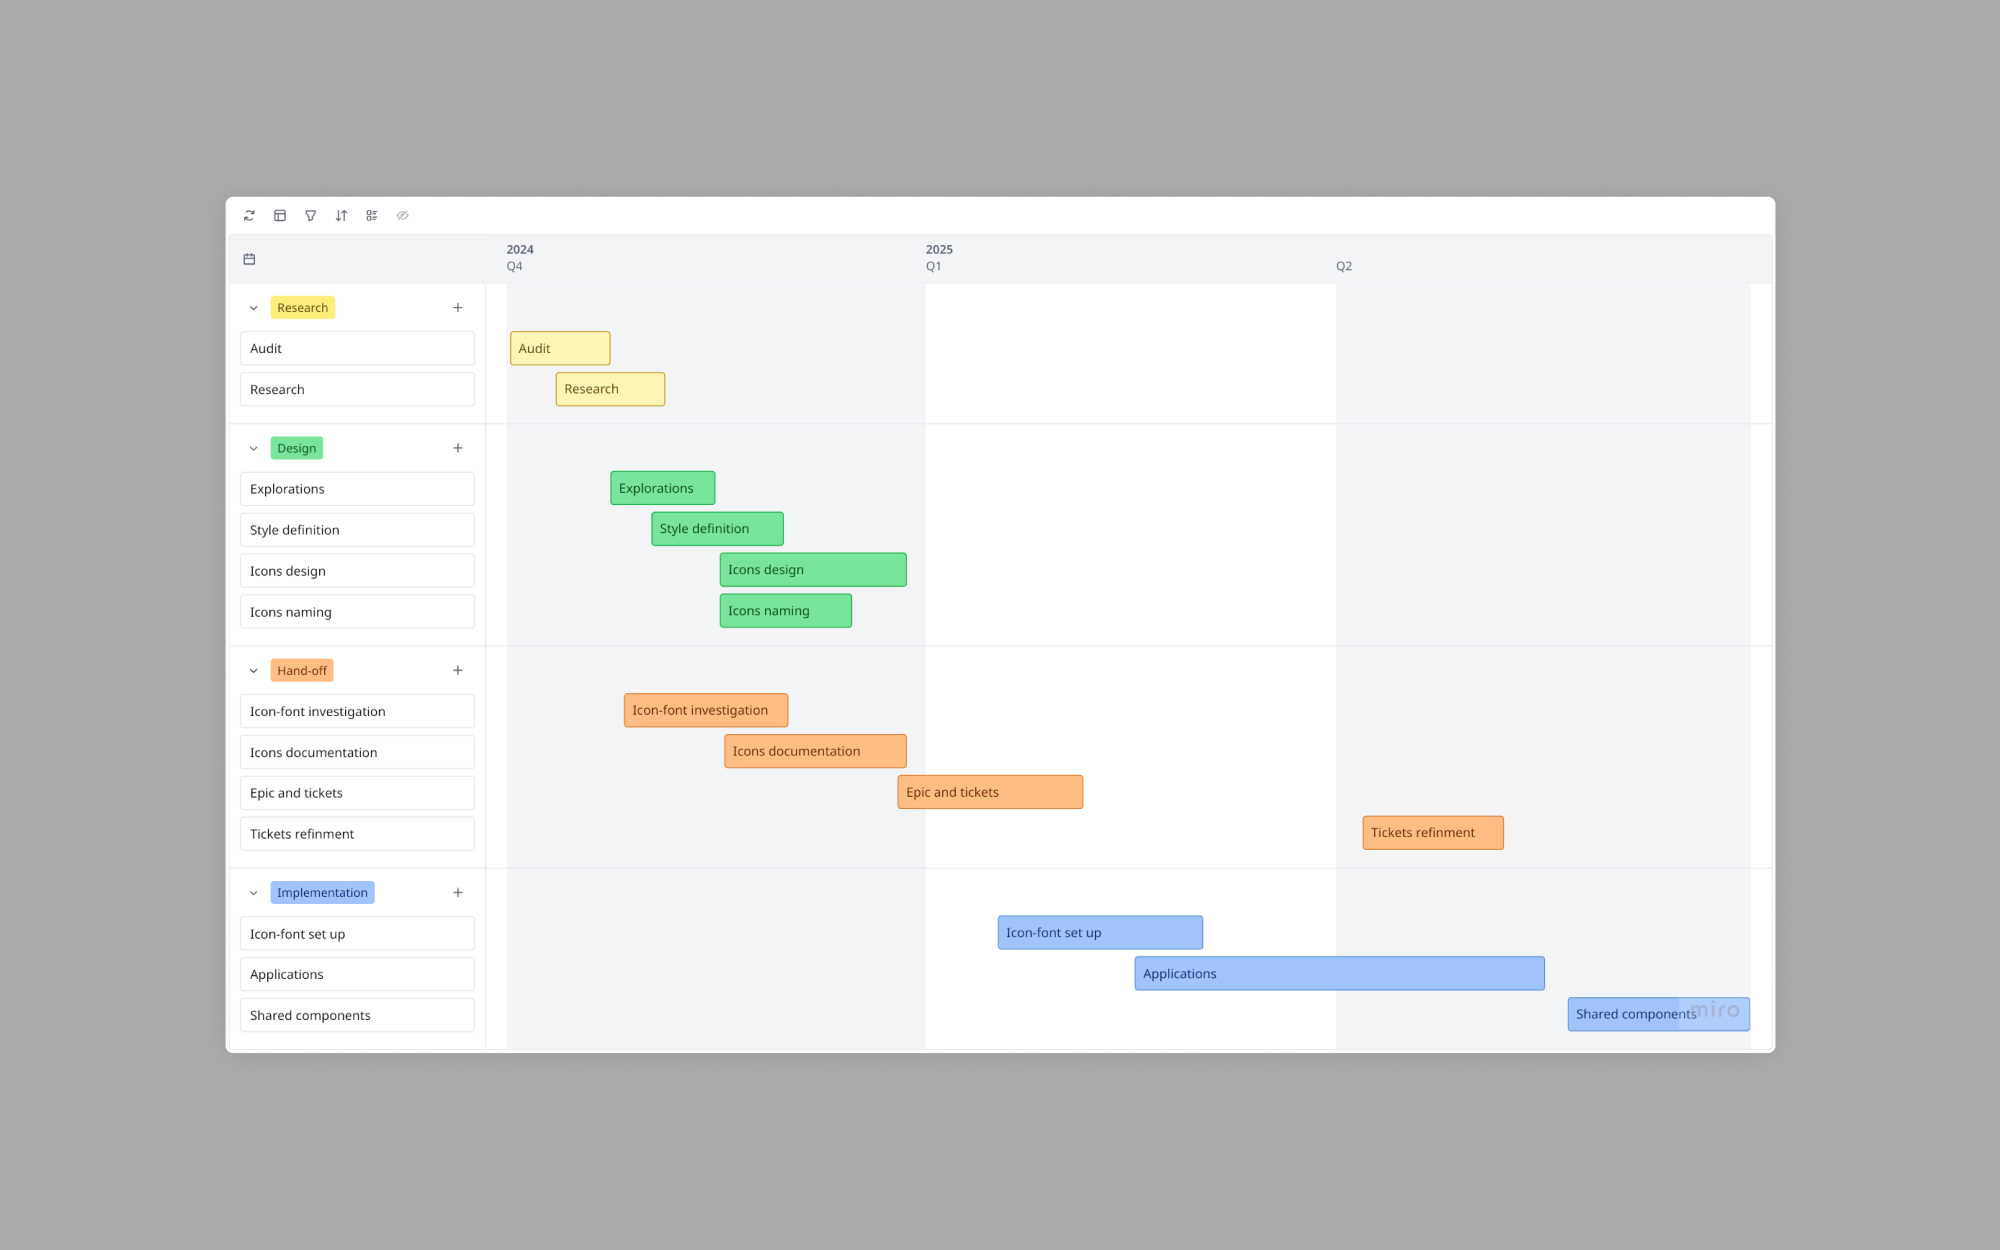 2024
2025
Q4
Q1
Q2
Research
Audit
Audit
Research
Research
Design
Explorations
Explorations
Style definition
Style definition
Icons design
Icons design
Icons naming
Icons naming
Hand-off
Icon-font investigation
Icon-font investigation
Icons documentation
Icons documentation
Epic and tickets
Epic and tickets
Tickets refinment
Tickets refinment
Implementation
Icon-font set up
Icon-font set up
Applications
Applications
Shared components
Shared components
miro